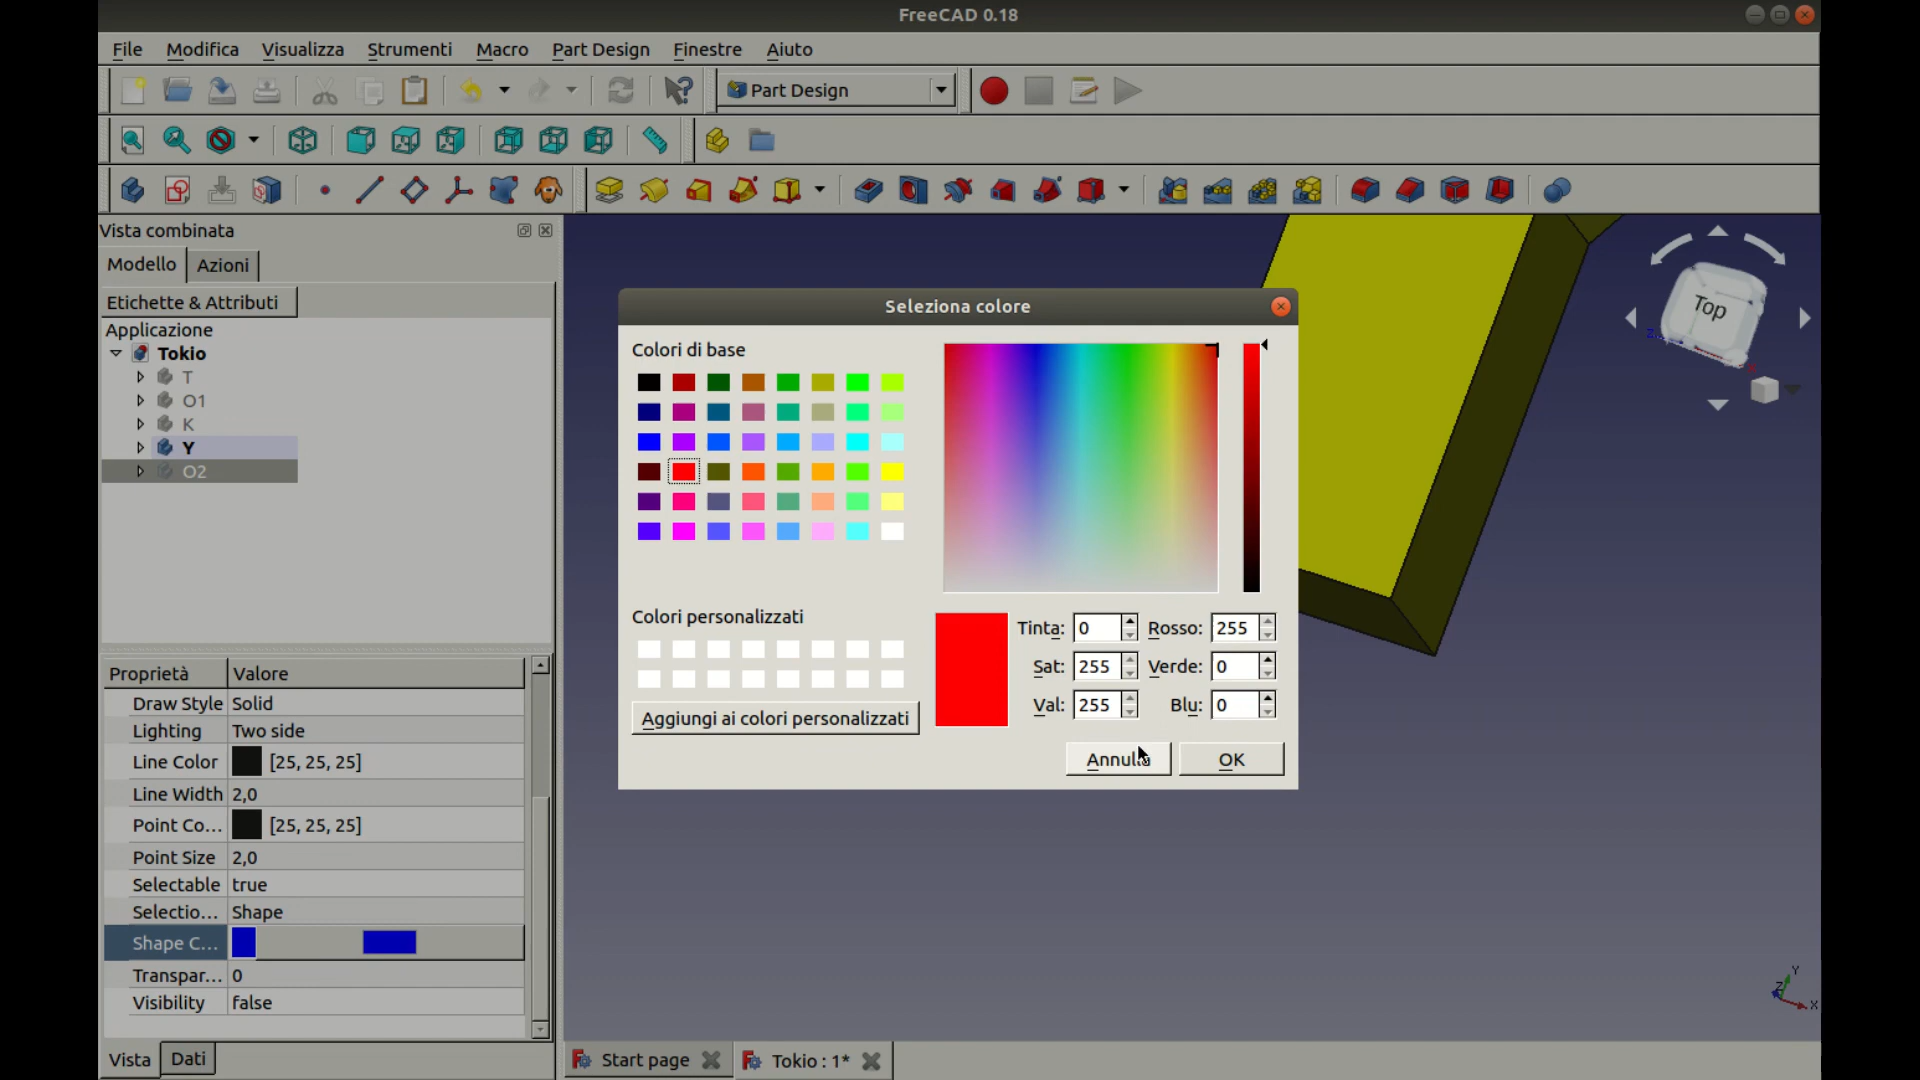 FreeCAD 0.18
File Modifica Visualizza Strumenti Macro Part Design Finestre Aiuto
Part Design
Vista combinata
Modello Azioni
Etichette & Attributi
Applicazione
Tokio
T
O1
K
Y
O2
Proprietà Valore
Draw Style Solid
Lighting Two side
Line Color [25, 25, 25]
Line Width 2,0
Point Co... [25, 25, 25]
Point Size 2,0
Selectable true
Selectio... Shape
Shape C...
Transpar... 0
Visibility false
Vista Dati
Seleziona colore
Colori di base
Colori personalizzati
Aggiungi ai colori personalizzati
Tinta: 0 Rosso: 255
Sat: 255 Verde: 0
Val: 255 Blu: 0
Annulla OK
Top
Z
Y
Z
X
Start page Tokio : 1*